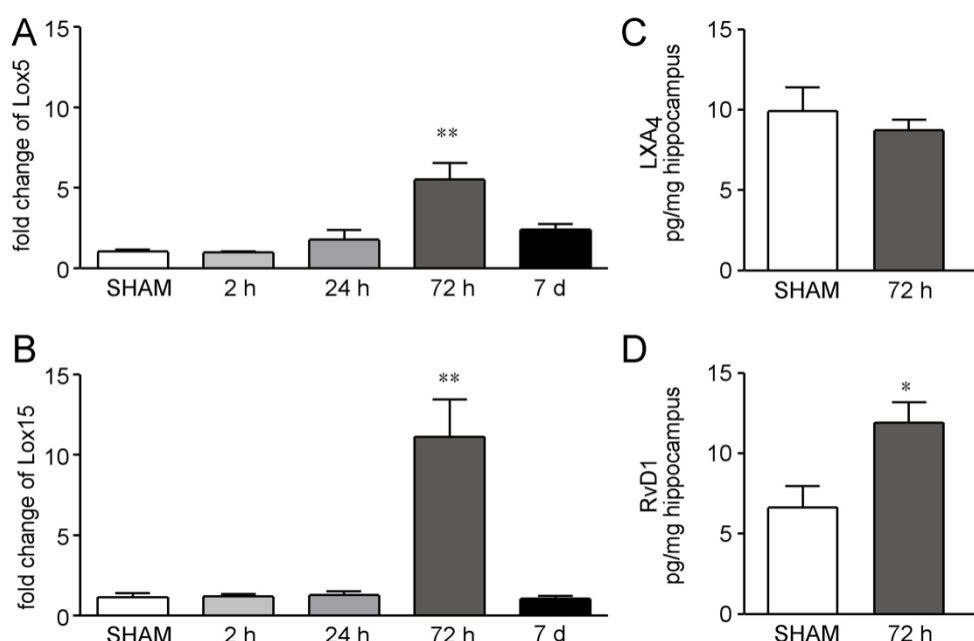 A
fold change of Lox5
15
10
5
0
**
SHAM 2 h 24 h 72 h 7 d
B
fold change of Lox15
15
10
5
0
**
SHAM 2 h 24 h 72 h 7 d
C
LXA4
pg/mg hippocampus
15
10
5
0
SHAM 72 h
D
RvD1
pg/mg hippocampus
15
10
5
0
*
SHAM 72 h